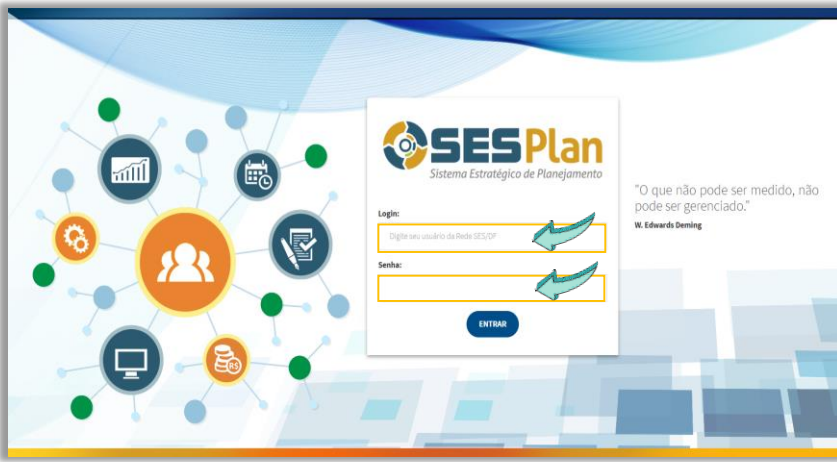 SESPlan
Sistema Estratégico de Planejamento
Login:
Digite seu usuário da Rede SES/DF
Senha:
ENTRAR
"O que não pode ser medido, não
pode ser gerenciado."
W. Edwards Deming
R$